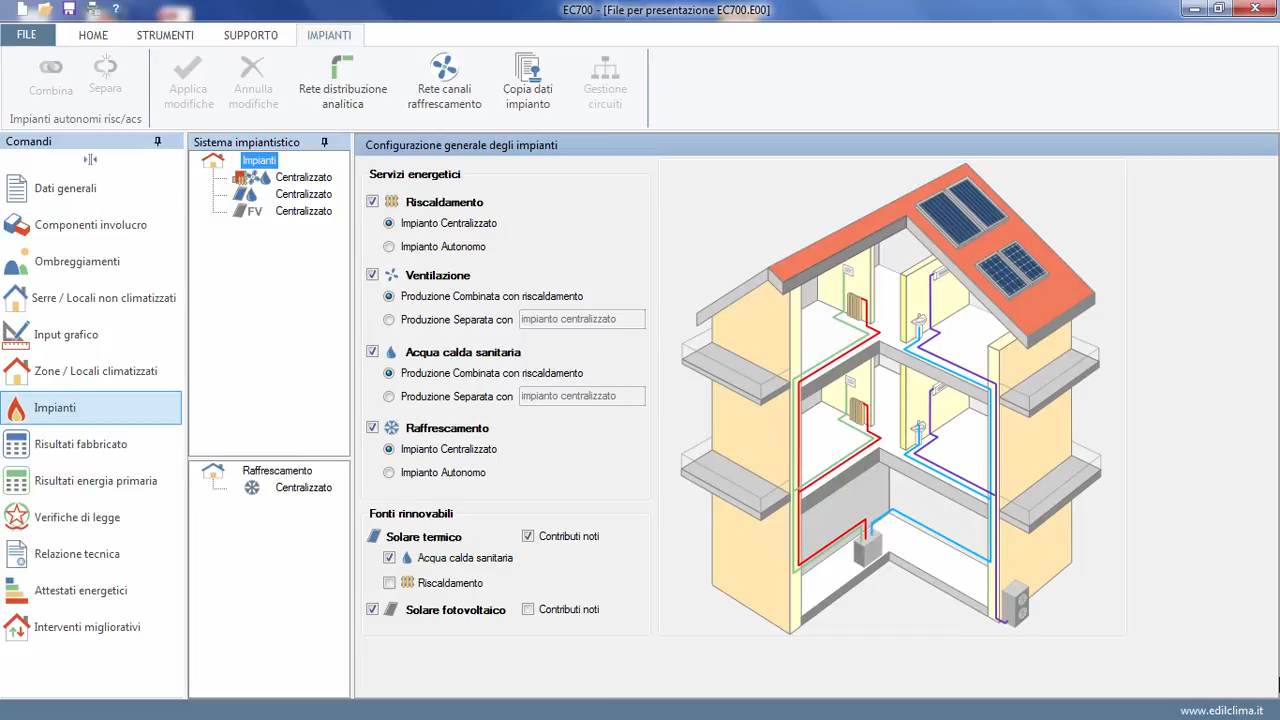 EC700 - [File per presentazione EC700.E00]
FILE HOME STRUMENTI SUPPORTO IMPIANTI
Combina Separa
Impianti autonomi risc/acs
Applica modifiche
Annulla modifiche
Rete distribuzione analitica
Rete canali raffrescamento
Copia dati impianto
Gestione circuiti
Comandi
Dati generali
Componenti involucro
Ombreggiamenti
Serre / Locali non climatizzati
Input grafico
Zone / Locali climatizzati
Impianti
Risultati fabbricato
Risultati energia primaria
Verifiche di legge
Relazione tecnica
Attestati energetici
Interventi migliorativi
Sistema impiantistico
Impianti
Centralizzato
Centralizzato
FV Centralizzato
Raffrescamento
Centralizzato
Configurazione generale degli impianti
Servizi energetici
Riscaldamento
Impianto Centralizzato
Impianto Autonomo
Ventilazione
Produzione Combinata con riscaldamento
Produzione Separata con impianto centralizzato
Acqua calda sanitaria
Produzione Combinata con riscaldamento
Produzione Separata con impianto centralizzato
Raffrescamento
Impianto Centralizzato
Impianto Autonomo
Fonti rinnovabili
Solare termico Contributi noti
Acqua calda sanitaria
Riscaldamento
Solare fotovoltaico Contributi noti
www.edilclima.it